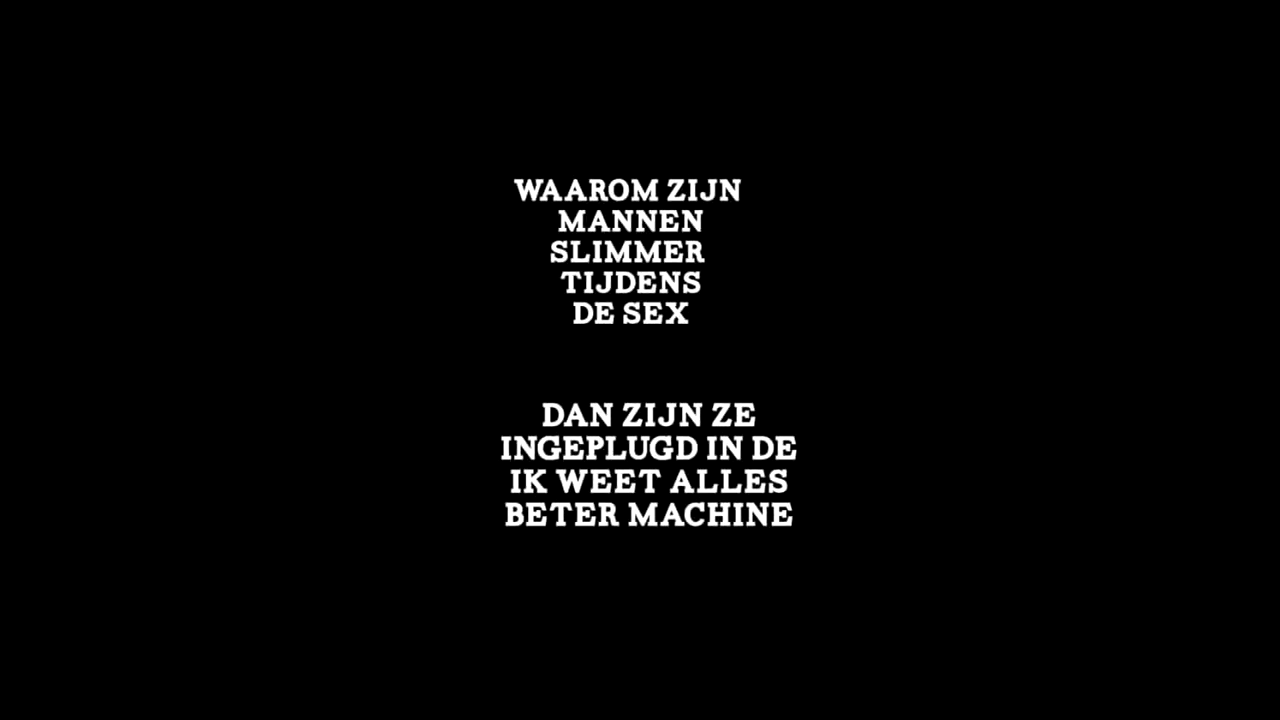 WAAROM ZIJN
MANNEN
SLIMMER
TIJDENS
DE SEX
DAN ZIJN ZE
INGEPLUGD IN DE
IK WEET ALLES
BETER MACHINE